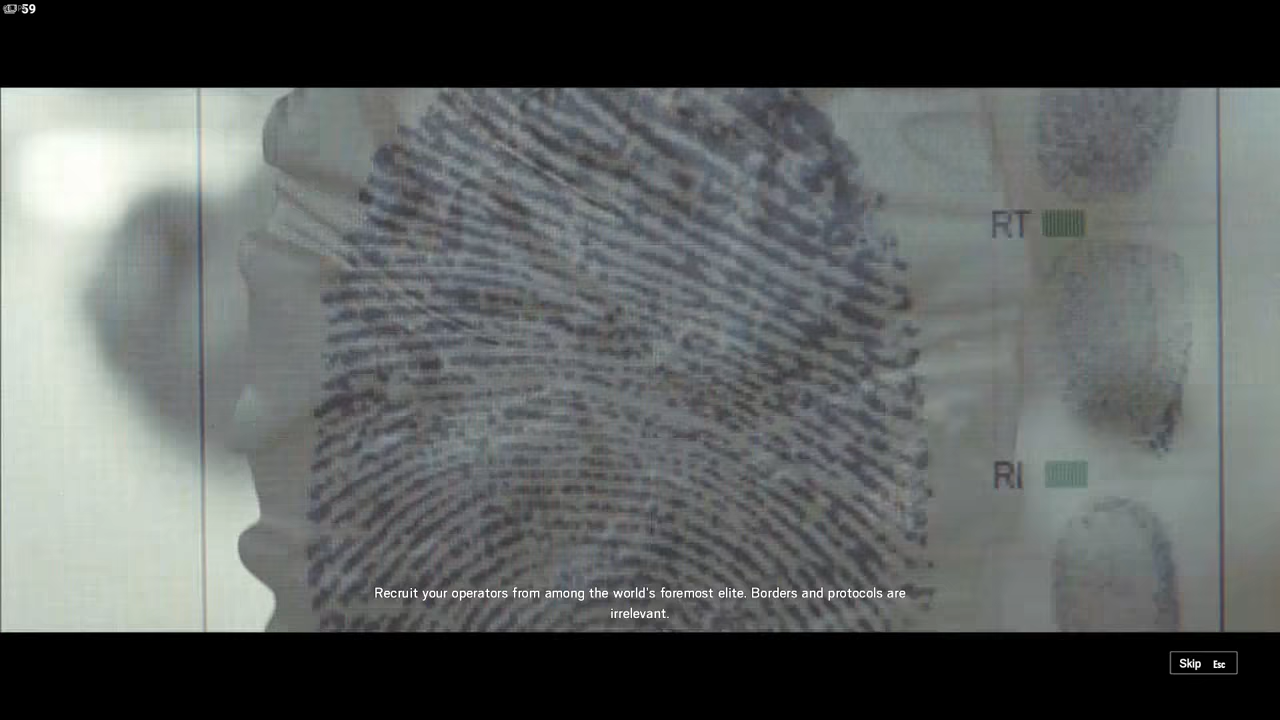 59
RT
RI
Recruit your operators from among the world's foremost elite. Borders and protocols are
irrelevant.
Skip Esc